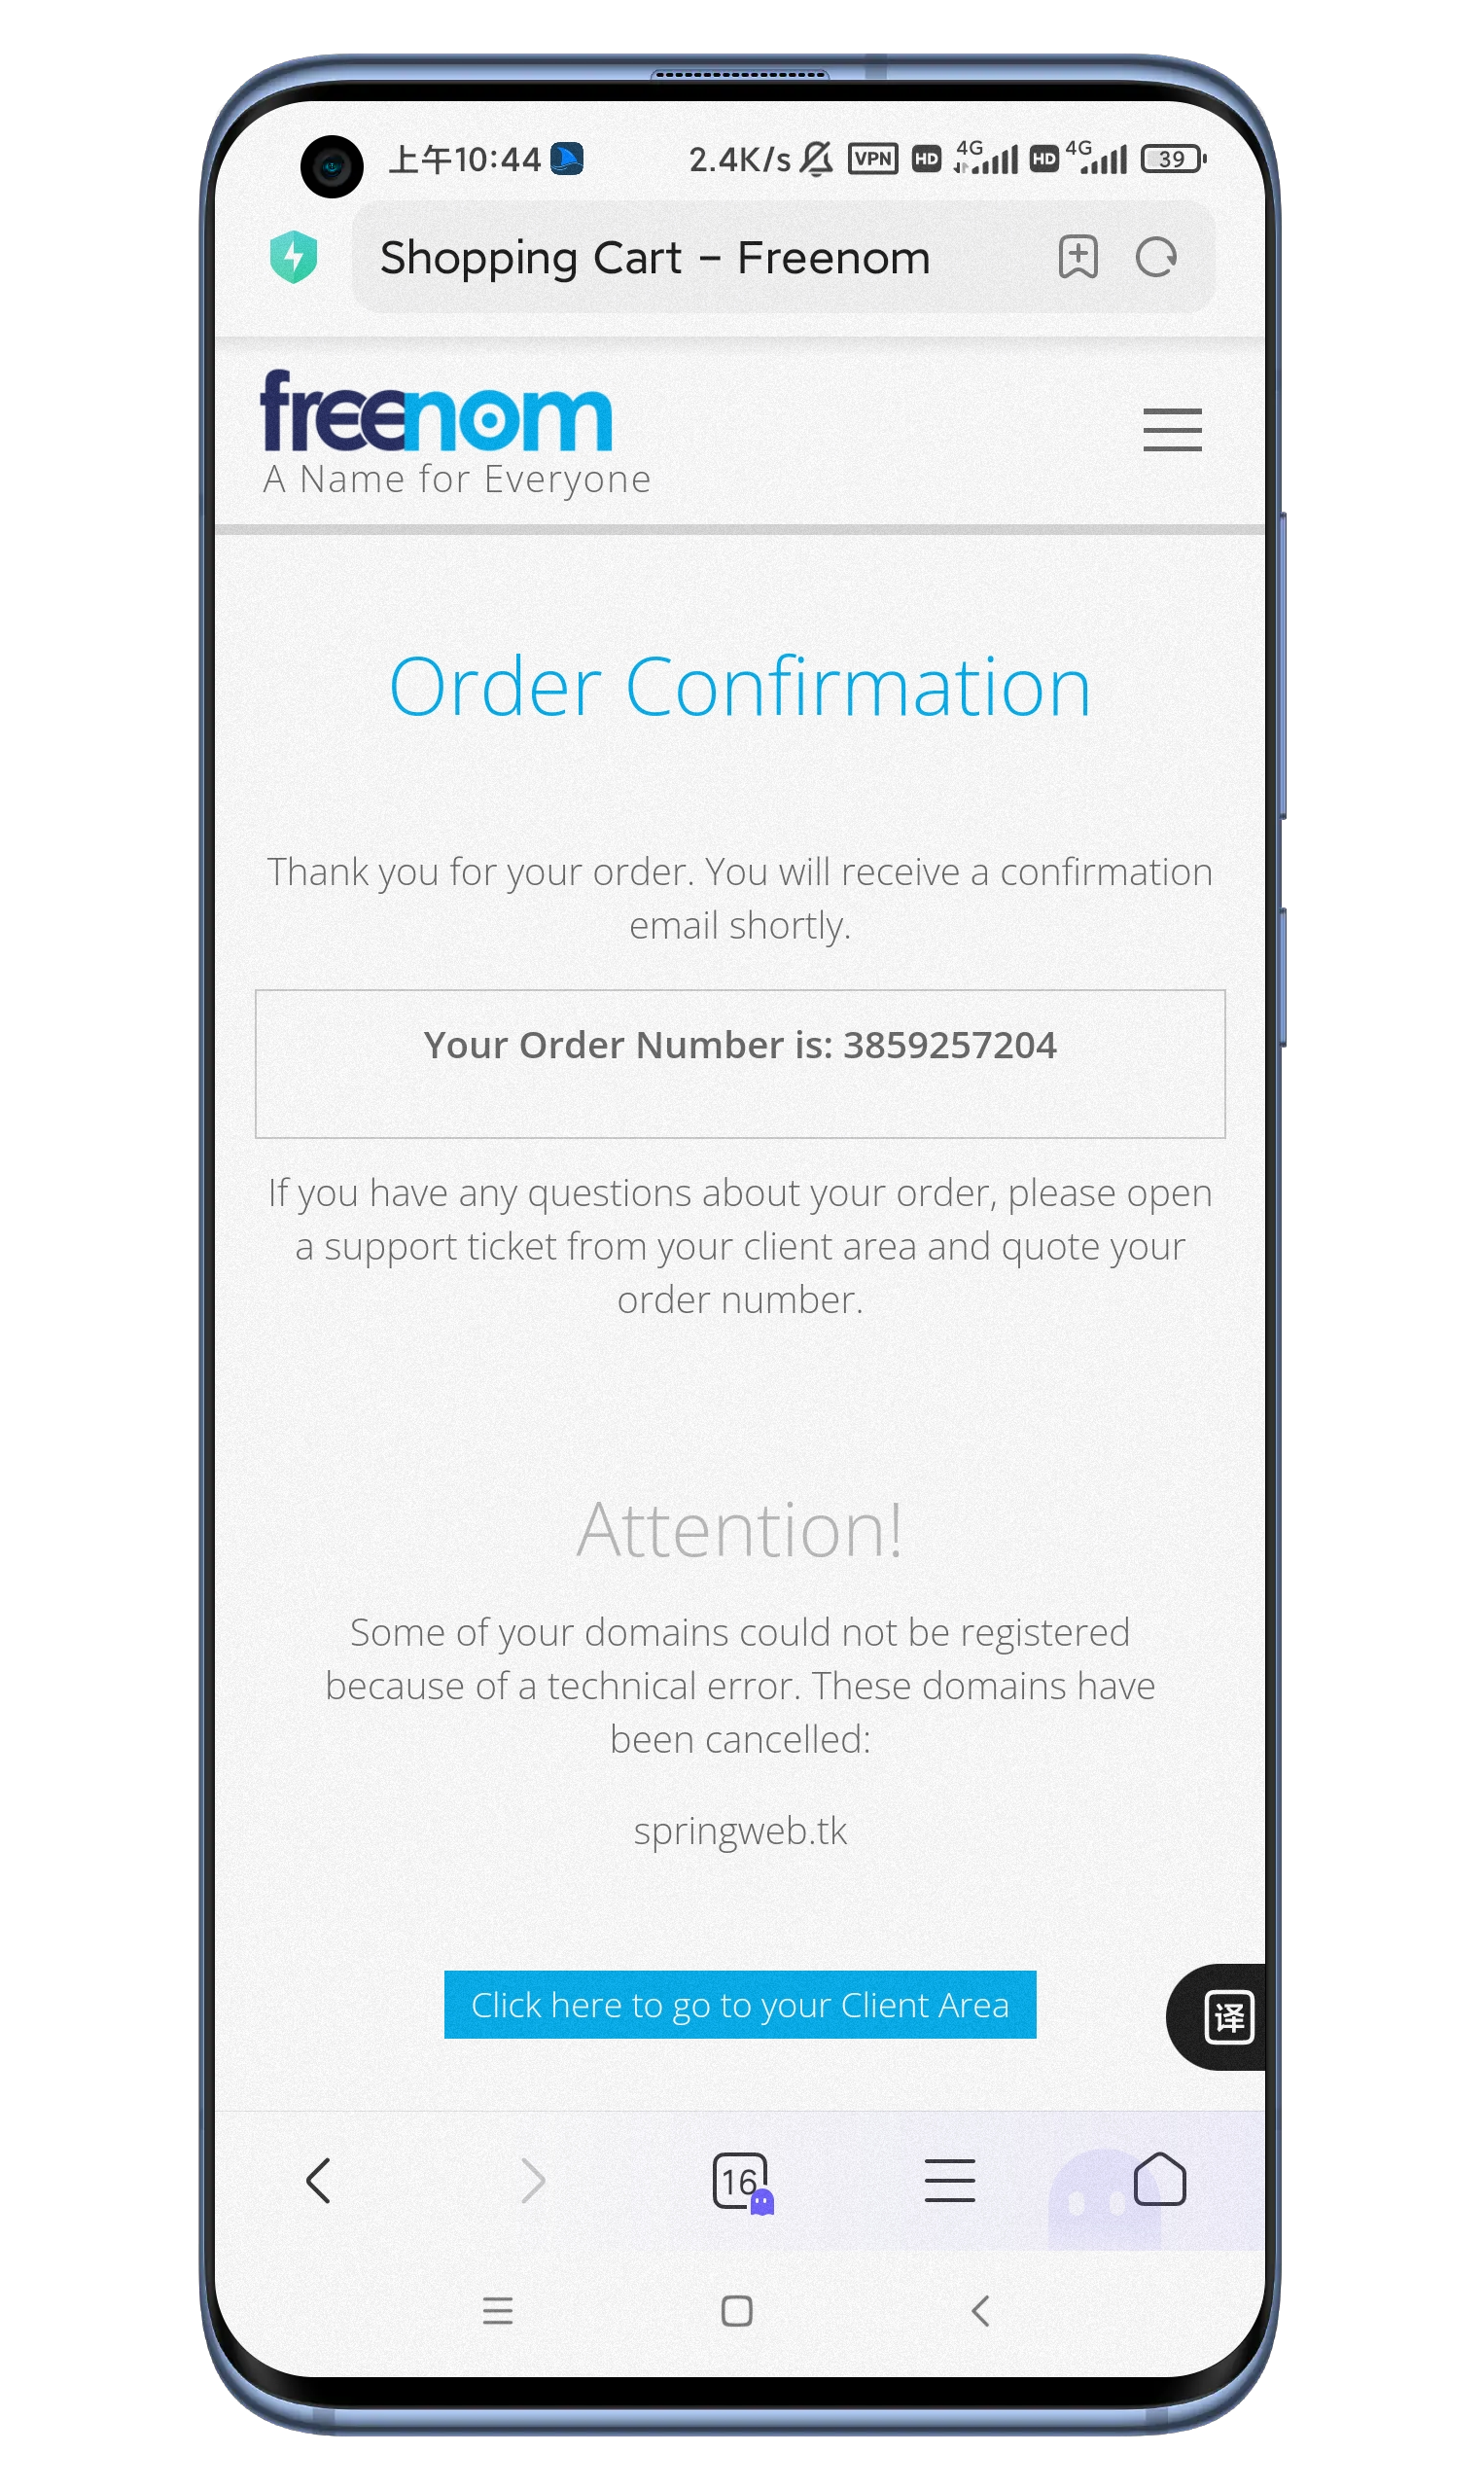 上午10:44 2.4K/s VPN HD 4G HD 4G 39
Shopping Cart – Freenom
freenom
A Name for Everyone
Order Confirmation
Thank you for your order. You will receive a confirmation
email shortly.
Your Order Number is: 3859257204
If you have any questions about your order, please open
a support ticket from your client area and quote your
order number.
Attention!
Some of your domains could not be registered
because of a technical error. These domains have
been cancelled:
springweb.tk
Click here to go to your Client Area
译
16